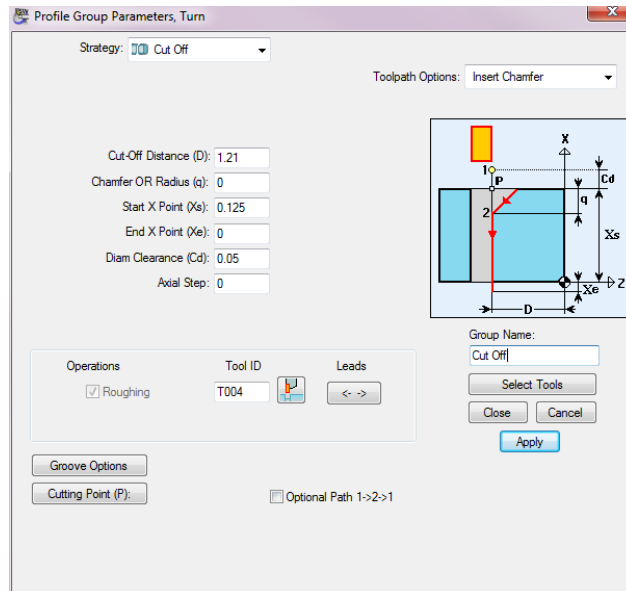 Profile Group Parameters, Turn
Strategy: Cut Off
Toolpath Options: Insert Chamfer
Cut-Off Distance (D): 1.21
Chamfer OR Radius (q): 0
Start X Point (Xs): 0.125
End X Point (Xe): 0
Diam Clearance (Cd): 0.05
Axial Step: 0
X
1
P
Cd
q
2
Xs
Xe
Z
D
Group Name:
Cut Off
Operations Tool ID Leads
Roughing T004 <- ->
Select Tools
Close Cancel
Apply
Groove Options
Cutting Point (P):
Optional Path 1->2->1